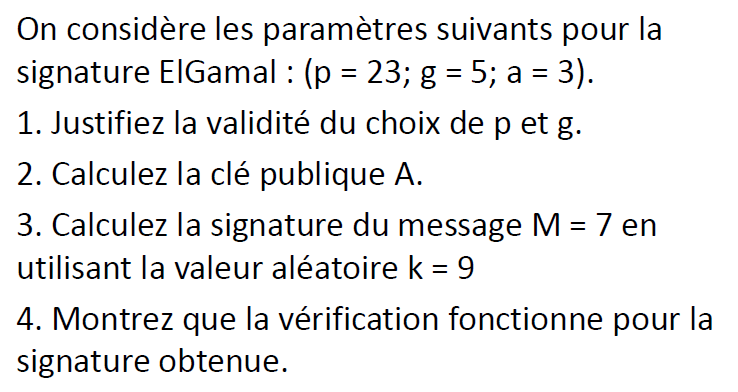 On considère les paramètres suivants pour la
signature ElGamal : (p = 23; g = 5; a = 3).
1. Justifiez la validité du choix de p et g.
2. Calculez la clé publique A.
3. Calculez la signature du message M = 7 en
utilisant la valeur aléatoire k = 9
4. Montrez que la vérification fonctionne pour la
signature obtenue.